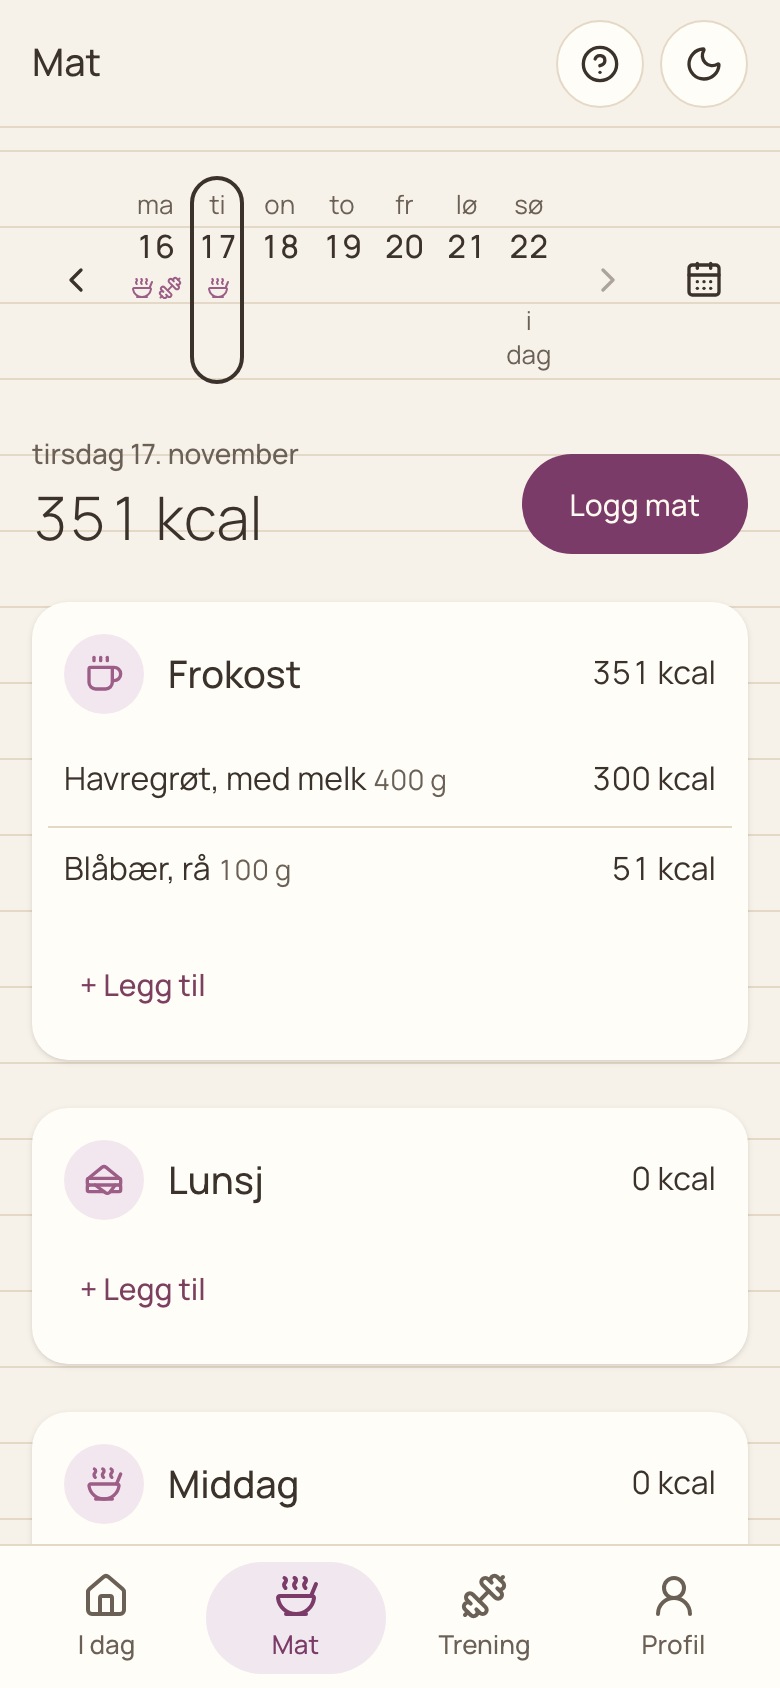 Mat
ma ti on to fr lø sø
16 17 18 19 20 21 22
i
dag
tirsdag 17. november
351 kcal
Logg mat
Frokost 351 kcal
Havregrøt, med melk 400 g 300 kcal
Blåbær, rå 100 g 51 kcal
+ Legg til
Lunsj 0 kcal
+ Legg til
Middag 0 kcal
I dag Mat Trening Profil